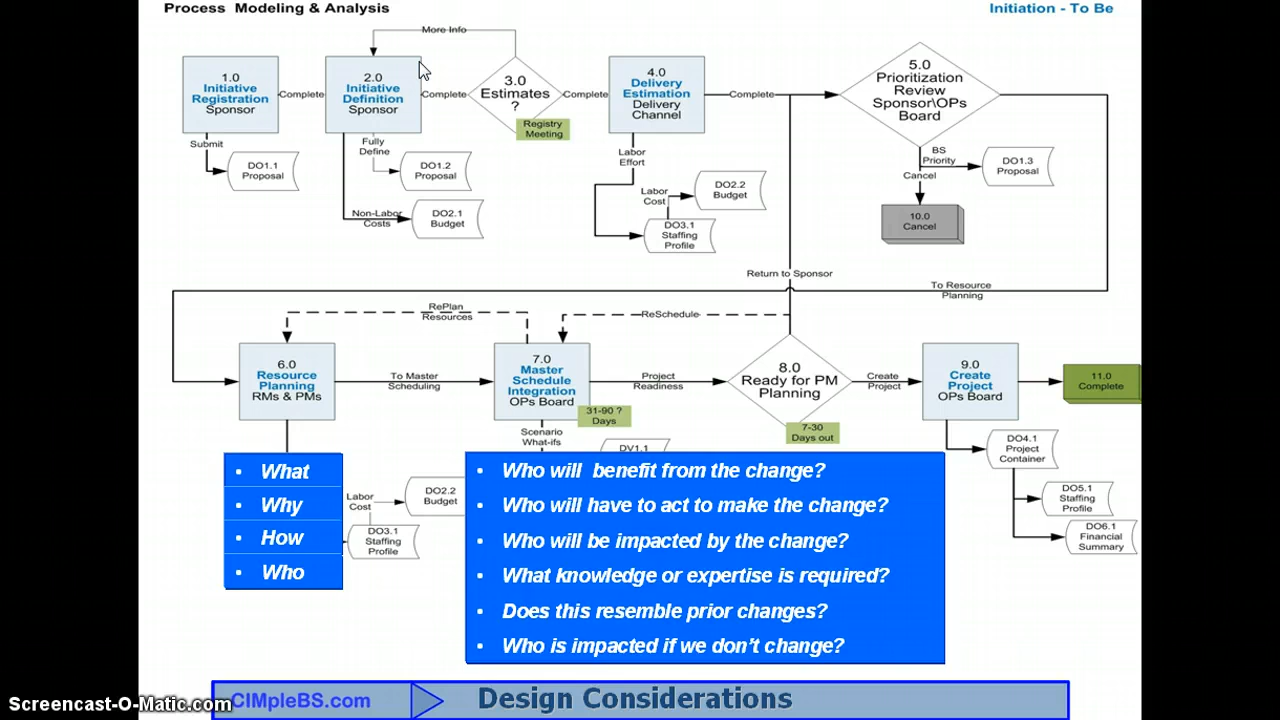 Process Modeling & Analysis
Initiation - To Be
More Info
1.0
Initiative
Registration
Sponsor
Complete
2.0
Initiative
Definition
Sponsor
Complete
3.0
Estimates
?
Registry
Meeting
Complete
4.0
Delivery
Estimation
Delivery
Channel
Complete
5.0
Prioritization
Review
Sponsor\OPs
Board
Submit
DO1.1
Proposal
Fully
Define
DO1.2
Proposal
Non-Labor
Costs
DO2.1
Budget
Labor
Effort
Labor
Cost
DO2.2
Budget
DO3.1
Staffing
Profile
BS
Priority
Cancel
DO1.3
Proposal
10.0
Cancel
Return to Sponsor
To Resource
Planning
RePlan
Resources
ReSchedule
6.0
Resource
Planning
RMs & PMs
To Master
Scheduling
7.0
Master
Schedule
Integration
OPs Board
31-90 ?
Days
Project
Readiness
8.0
Ready for PM
Planning
7-30
Days out
Create
Project
9.0
Create
Project
OPs Board
11.0
Complete
Scenario
What-ifs
DV1.1
DO4.1
Project
Container
DO5.1
Staffing
Profile
DO6.1
Financial
Summary
Labor
Cost
DO2.2
Budget
DO3.1
Staffing
Profile
• What
• Why
• How
• Who
• Who will benefit from the change?
• Who will have to act to make the change?
• Who will be impacted by the change?
• What knowledge or expertise is required?
• Does this resemble prior changes?
• Who is impacted if we don't change?
CIMpleBS.com
Design Considerations
Screencast-O-Matic.com